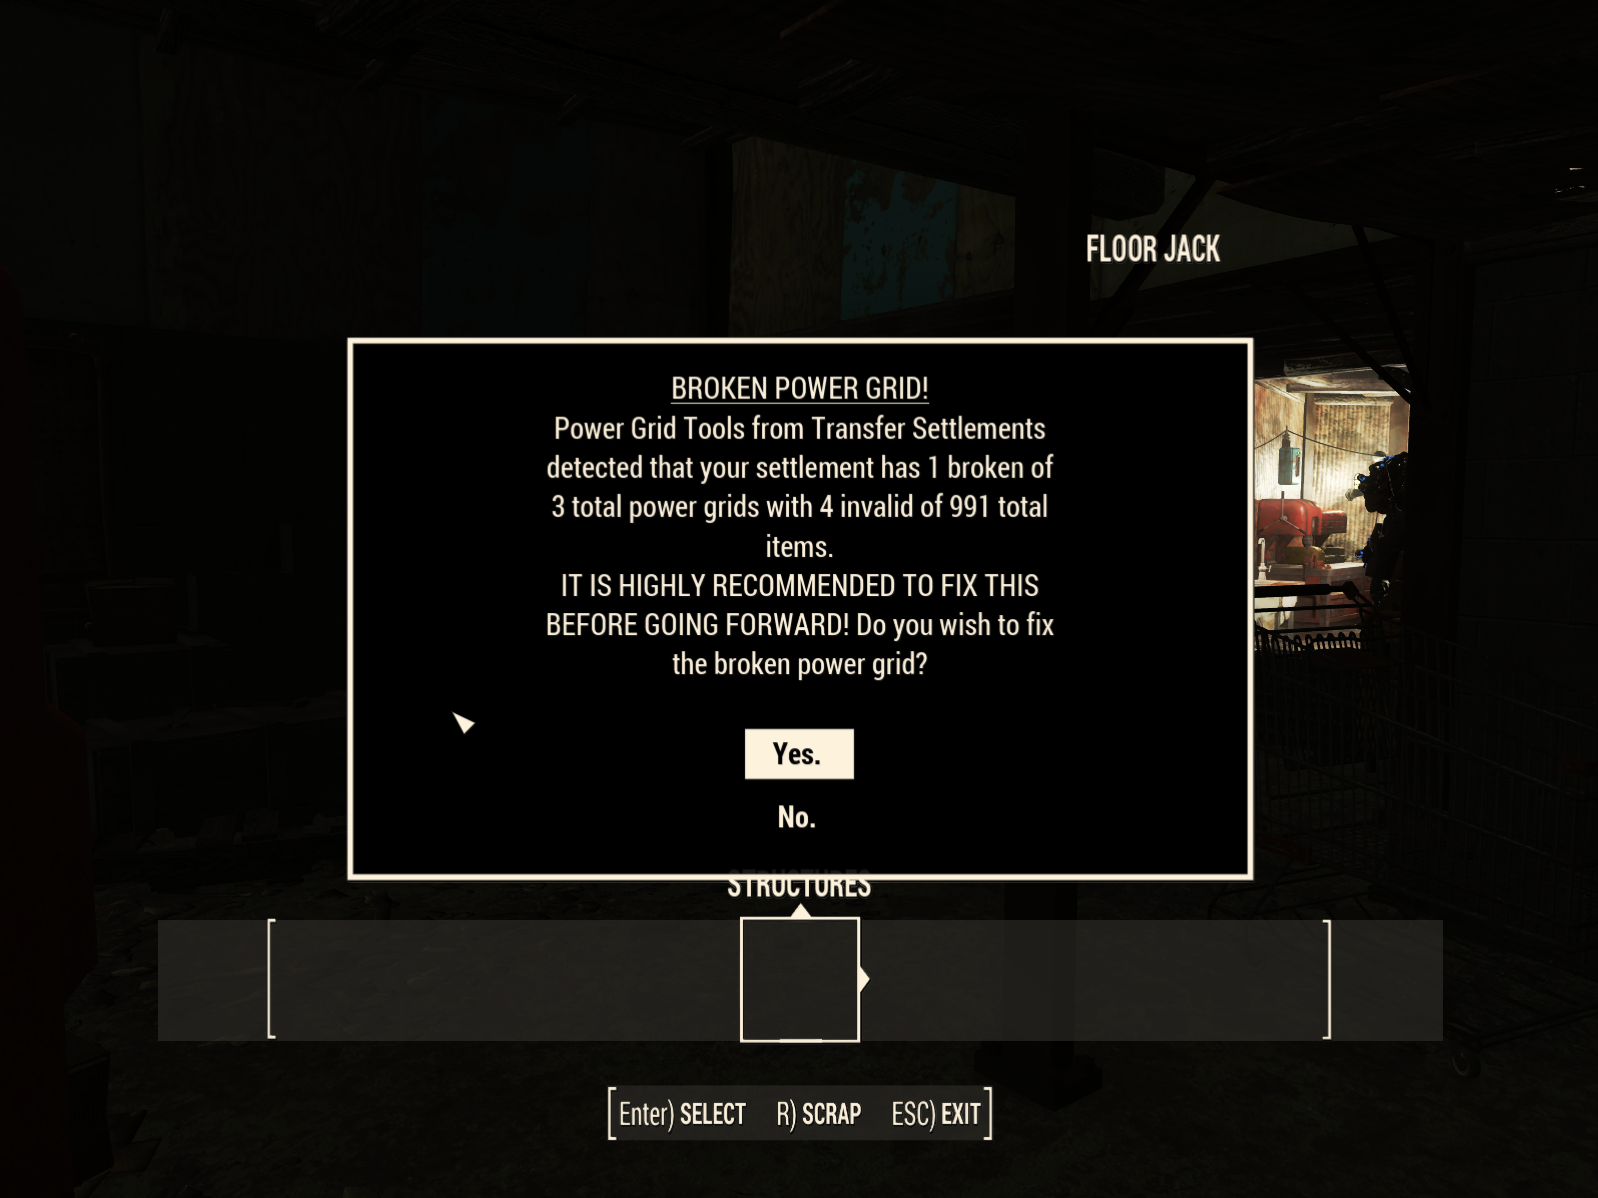 FLOOR JACK
BROKEN POWER GRID!
Power Grid Tools from Transfer Settlements
detected that your settlement has 1 broken of
3 total power grids with 4 invalid of 991 total
items.
IT IS HIGHLY RECOMMENDED TO FIX THIS
BEFORE GOING FORWARD! Do you wish to fix
the broken power grid?
Yes.
No.
STRUCTURES
Enter) SELECT R) SCRAP ESC) EXIT